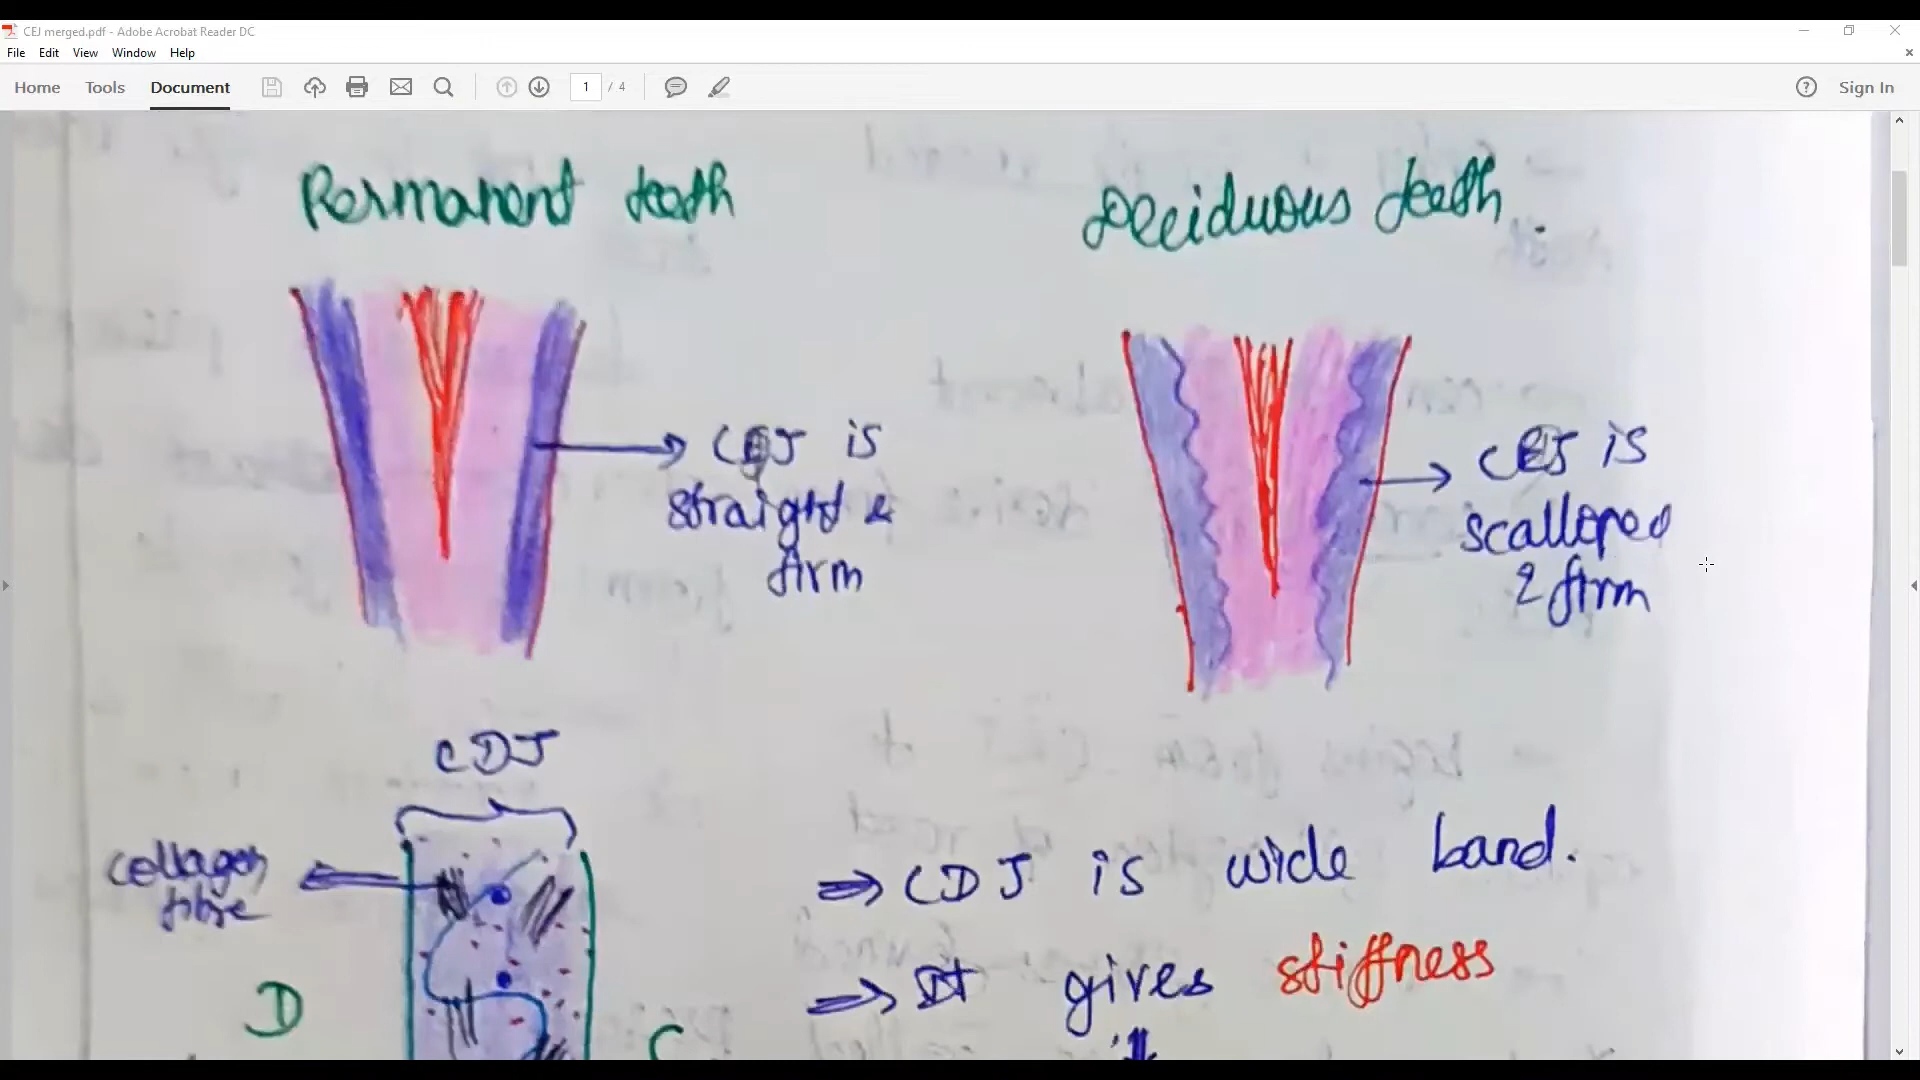 CEJ merged.pdf - Adobe Acrobat Reader DC
File Edit View Window Help
Home Tools Document 1 / 4 Sign In
Permanent teeth
Deciduous teeth.
CDJ is
straight &
firm
CDJ is
scalloped
& firm
CDJ
collagen
fibre
⇒ CDJ is wide band.
⇒ It gives stiffness
D
C